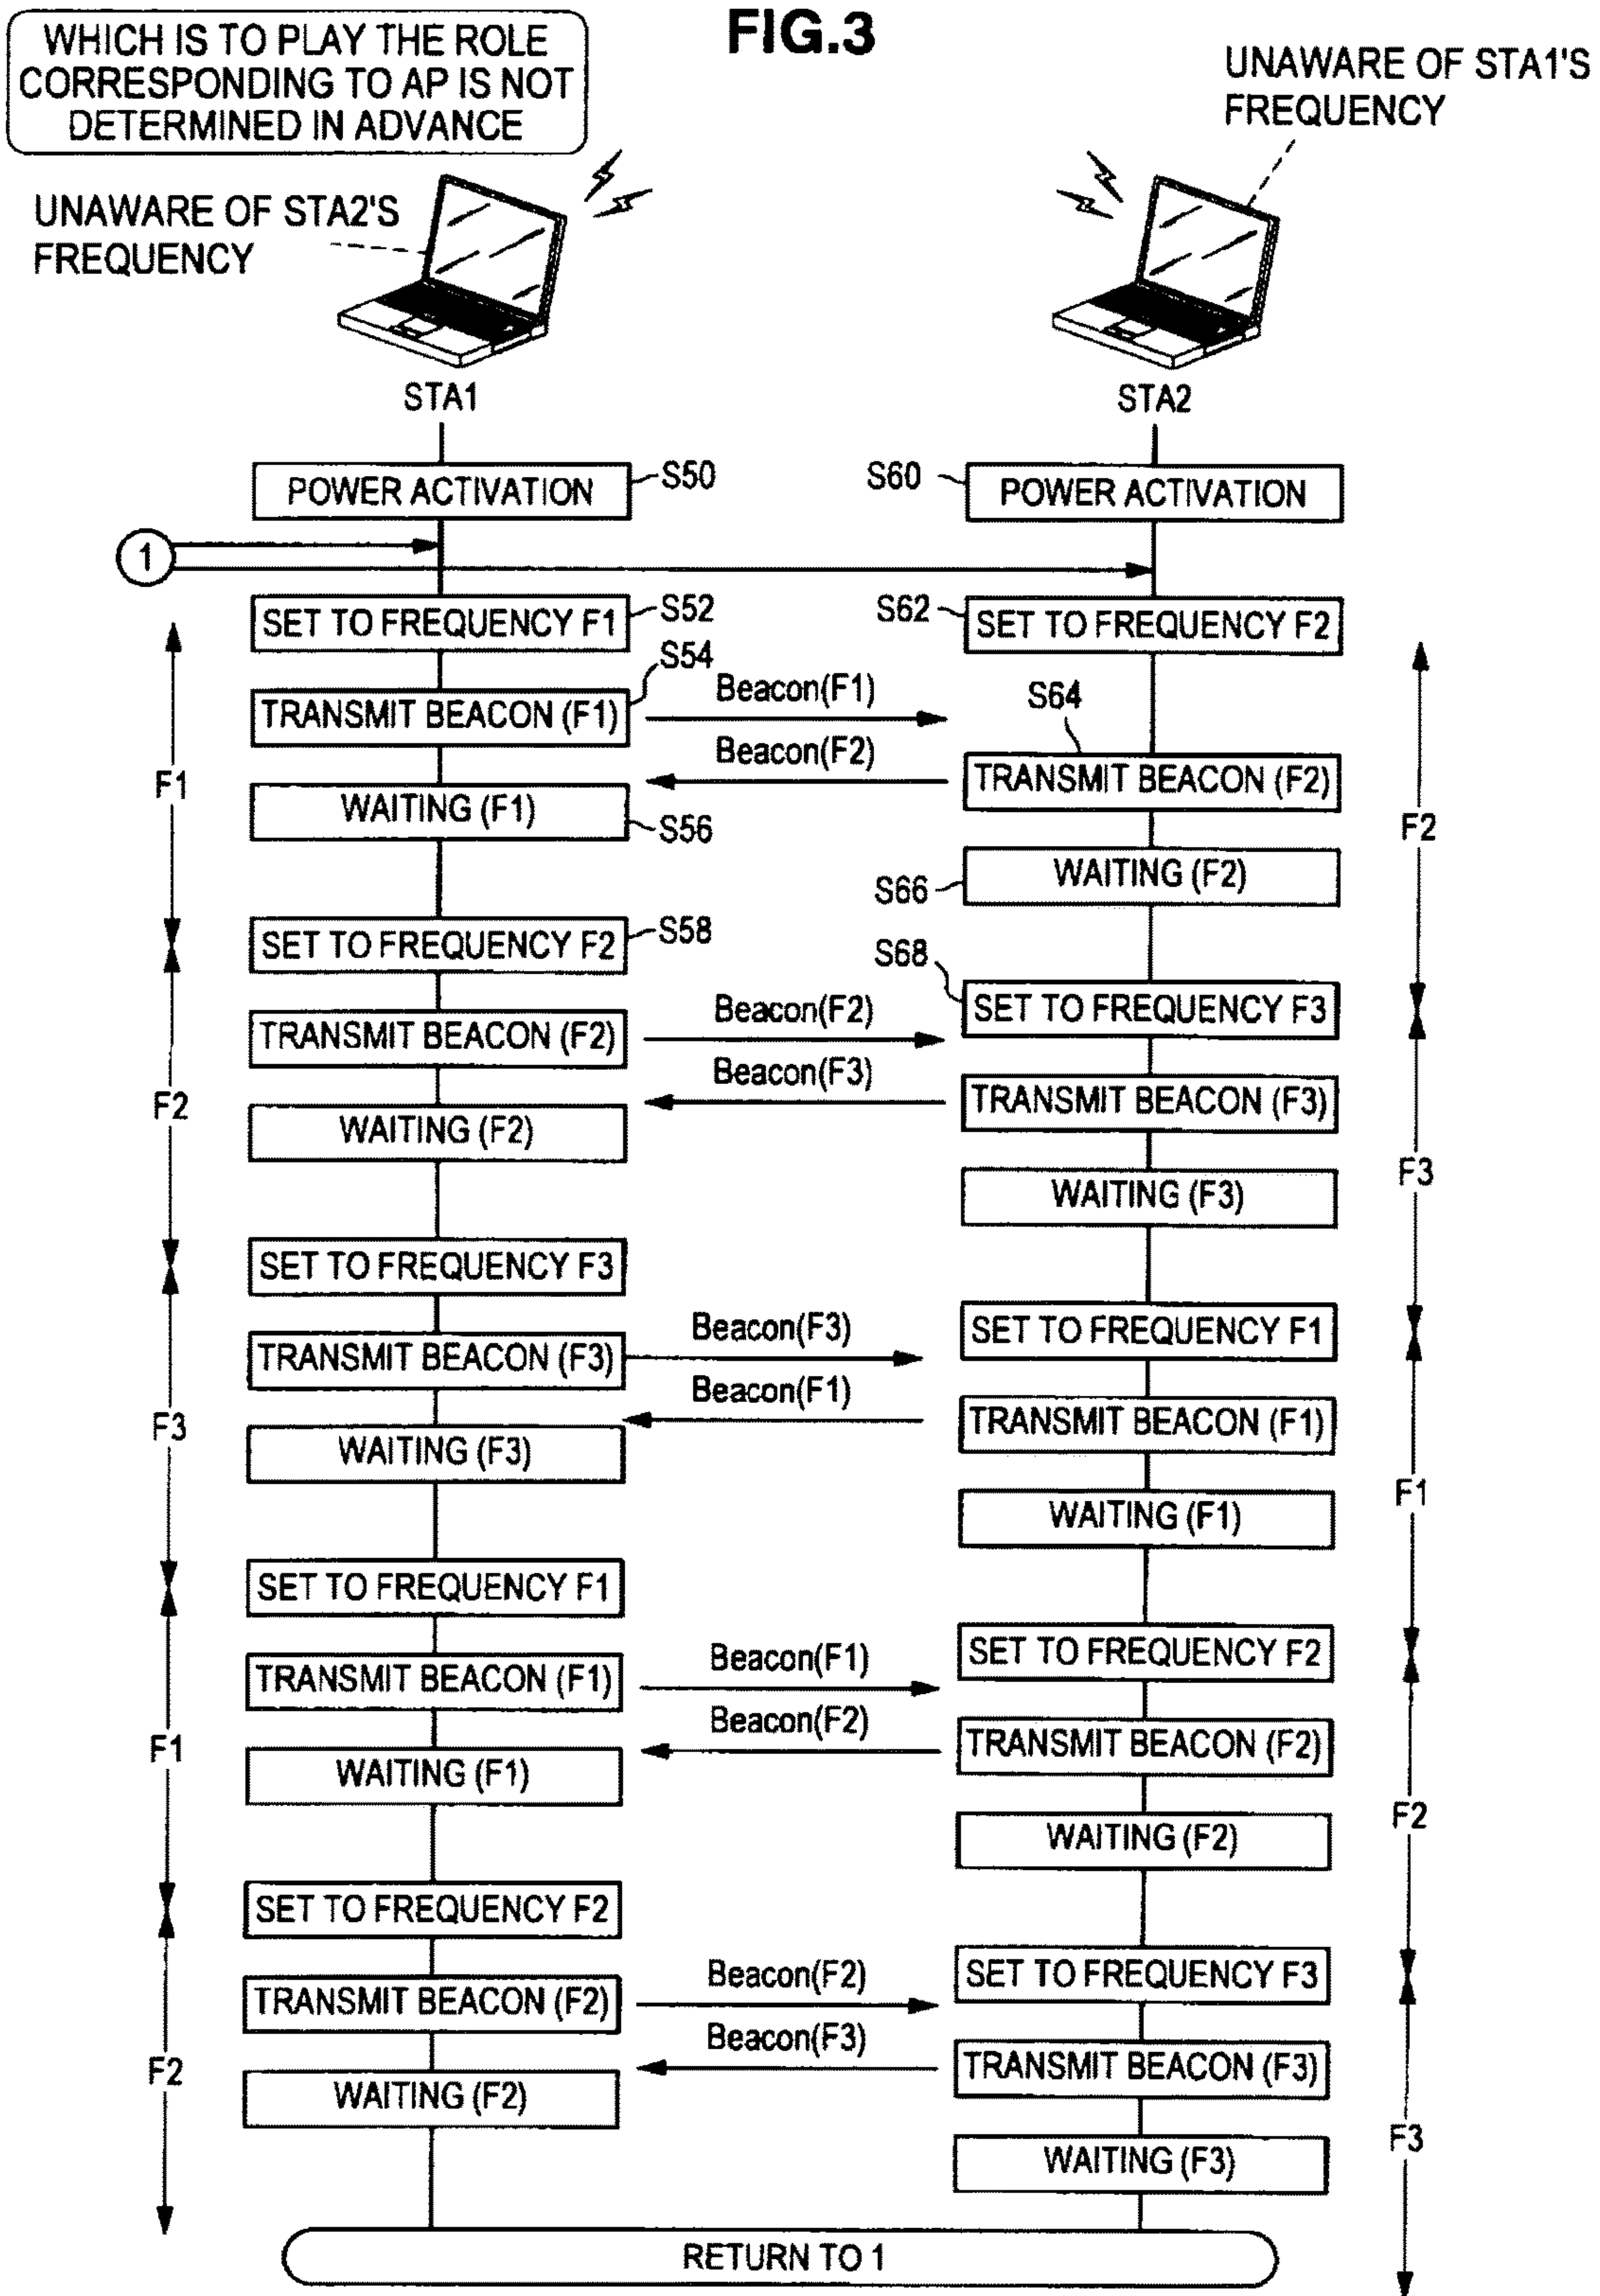 FIG.3
WHICH IS TO PLAY THE ROLE
CORRESPONDING TO AP IS NOT
DETERMINED IN ADVANCE
UNAWARE OF STA1'S
FREQUENCY
UNAWARE OF STA2'S
FREQUENCY
STA1
STA2
POWER ACTIVATION
S50
S60
POWER ACTIVATION
1
SET TO FREQUENCY F1
S52
S62
SET TO FREQUENCY F2
S54
TRANSMIT BEACON (F1)
Beacon(F1)
S64
Beacon(F2)
TRANSMIT BEACON (F2)
F1
WAITING (F1)
S56
F2
WAITING (F2)
S66
SET TO FREQUENCY F2
S58
S68
SET TO FREQUENCY F3
TRANSMIT BEACON (F2)
Beacon(F2)
Beacon(F3)
TRANSMIT BEACON (F3)
F2
WAITING (F2)
F3
WAITING (F3)
SET TO FREQUENCY F3
SET TO FREQUENCY F1
TRANSMIT BEACON (F3)
Beacon(F3)
Beacon(F1)
TRANSMIT BEACON (F1)
F3
WAITING (F3)
F1
WAITING (F1)
SET TO FREQUENCY F1
SET TO FREQUENCY F2
TRANSMIT BEACON (F1)
Beacon(F1)
Beacon(F2)
TRANSMIT BEACON (F2)
F1
WAITING (F1)
F2
WAITING (F2)
SET TO FREQUENCY F2
SET TO FREQUENCY F3
TRANSMIT BEACON (F2)
Beacon(F2)
Beacon(F3)
TRANSMIT BEACON (F3)
F2
WAITING (F2)
F3
WAITING (F3)
RETURN TO 1